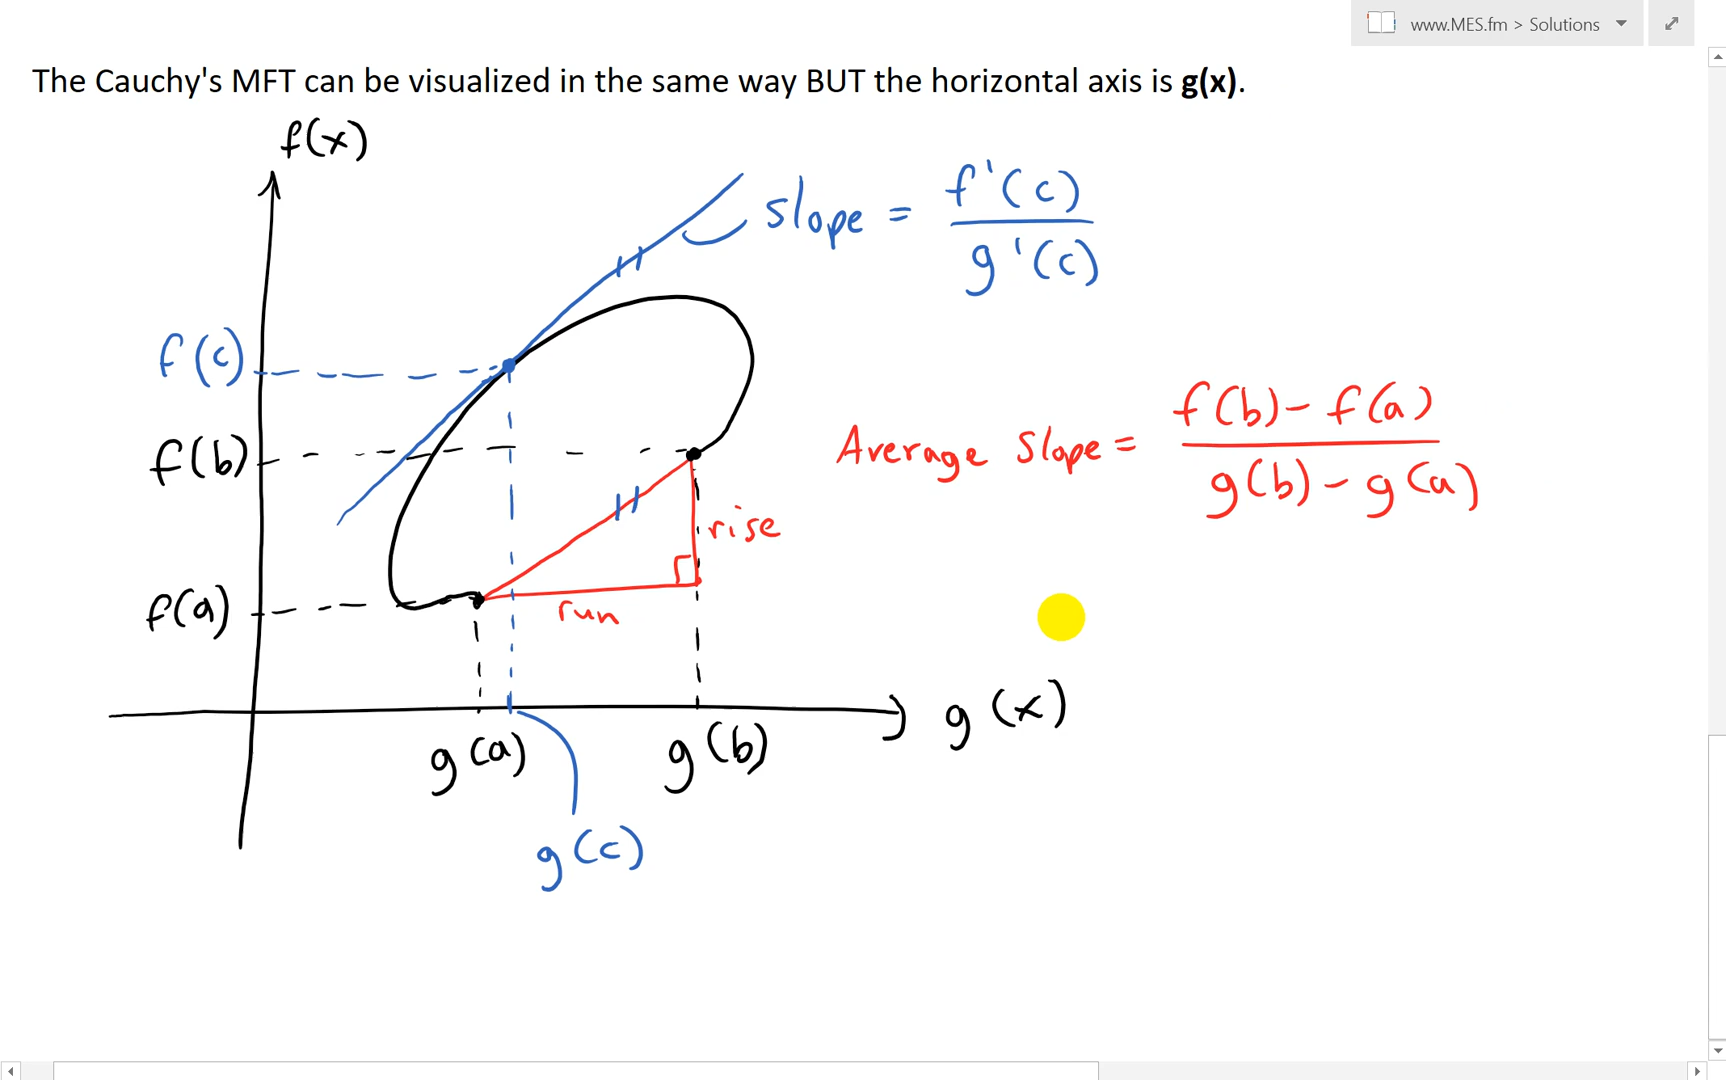 www.MES.fm > Solutions
The Cauchy's MFT can be visualized in the same way BUT the horizontal axis is g(x).
f(x)
slope = f'(c)
g'(c)
f(c)
f(b)
Average Slope = f(b) - f(a)
g(b) - g(a)
rise
f(a)
run
g(x)
g(a)
g(b)
g(c)